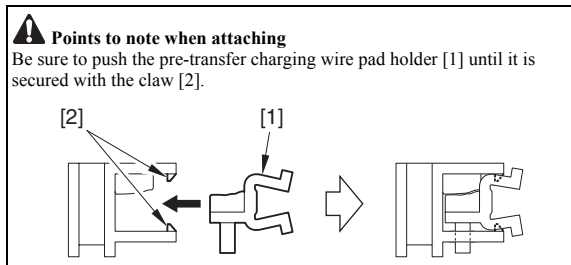 Points to note when attaching
Be sure to push the pre-transfer charging wire pad holder [1] until it is
secured with the claw [2].
[2] [1]